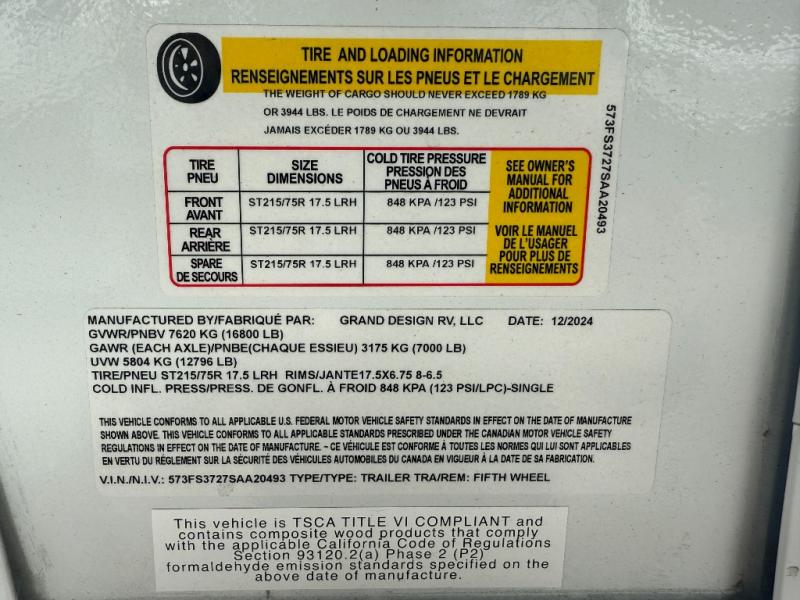 TIRE AND LOADING INFORMATION
RENSEIGNEMENTS SUR LES PNEUS ET LE CHARGEMENT
THE WEIGHT OF CARGO SHOULD NEVER EXCEED 1789 KG
OR 3944 LBS. LE POIDS DE CHARGEMENT NE DEVRAIT
JAMAIS EXCÉDER 1789 KG OU 3944 LBS.
573FS3727SAA20493
TIRE
PNEU
SIZE
DIMENSIONS
COLD TIRE PRESSURE
PRESSION DES
PNEUS À FROID
FRONT
AVANT
ST215/75R 17.5 LRH
848 KPA /123 PSI
REAR
ARRIÈRE
ST215/75R 17.5 LRH
848 KPA /123 PSI
SPARE
DE SECOURS
ST215/75R 17.5 LRH
848 KPA /123 PSI
SEE OWNER'S
MANUAL FOR
ADDITIONAL
INFORMATION
VOIR LE MANUEL
DE L'USAGER
POUR PLUS DE
RENSEIGNEMENTS
MANUFACTURED BY/FABRIQUÉ PAR: GRAND DESIGN RV, LLC DATE: 12/2024
GVWR/PNBV 7620 KG (16800 LB)
GAWR (EACH AXLE)/PNBE(CHAQUE ESSIEU) 3175 KG (7000 LB)
UVW 5804 KG (12796 LB)
TIRE/PNEU ST215/75R 17.5 LRH RIMS/JANTE17.5X6.75 8-6.5
COLD INFL. PRESS/PRESS. DE GONFL. À FROID 848 KPA (123 PSI/LPC)-SINGLE
THIS VEHICLE CONFORMS TO ALL APPLICABLE U.S. FEDERAL MOTOR VEHICLE SAFETY STANDARDS IN EFFECT ON THE DATE OF MANUFACTURE
SHOWN ABOVE. THIS VEHICLE CONFORMS TO ALL APPLICABLE STANDARDS PRESCRIBED UNDER THE CANADIAN MOTOR VEHICLE SAFETY
REGULATIONS IN EFFECT ON THE DATE OF MANUFACTURE. ~ CE VÉHICULE EST CONFORME À TOUTES LES NORMES QUI LUI SONT APPLICABLES
EN VERTU DU RÈGLEMENT SUR LA SÉCURITÉ DES VÉHICULES AUTOMOBILES DU CANADA EN VIGUEUR À LA DATE DE SA FABRICATION.
V.I.N./N.I.V.: 573FS3727SAA20493 TYPE/TYPE: TRAILER TRA/REM: FIFTH WHEEL
This vehicle is TSCA TITLE VI COMPLIANT and
contains composite wood products that comply
with the applicable California Code of Regulations
Section 93120.2(a) Phase 2 (P2)
formaldehyde emission standards specified on the
above date of manufacture.